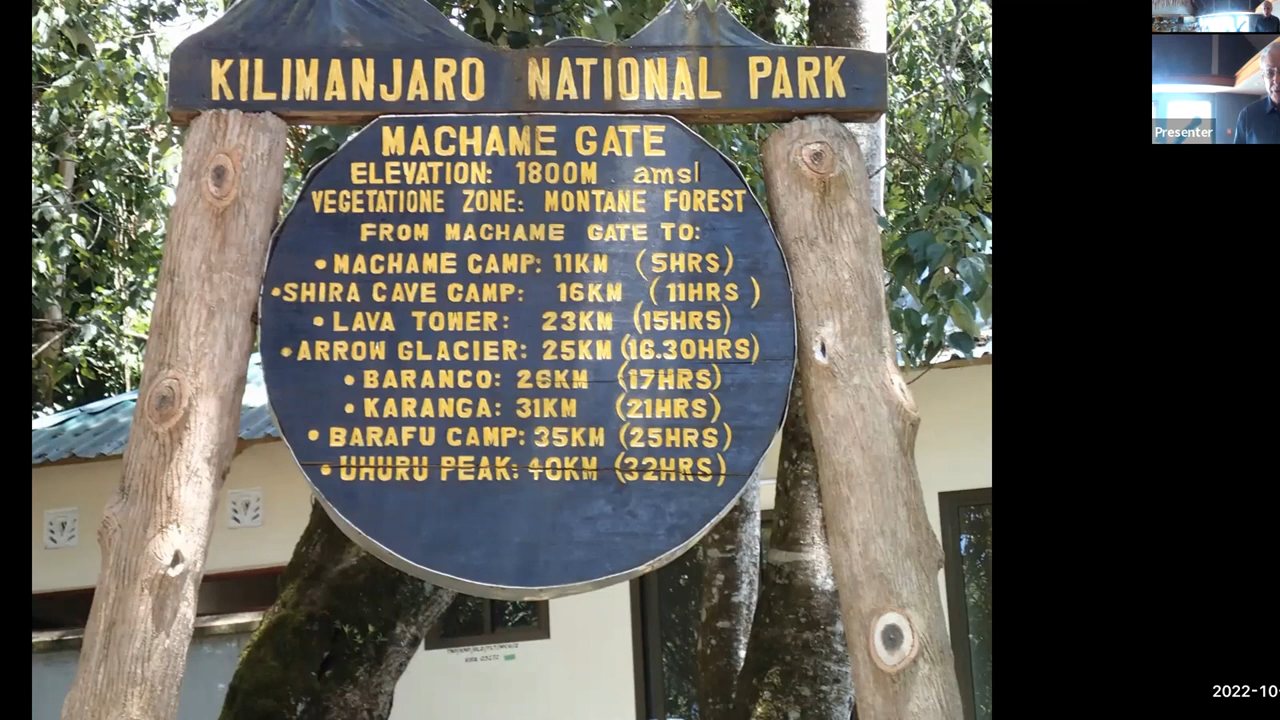 KILIMANJARO NATIONAL PARK
MACHAME GATE
ELEVATION: 1800M amsl
VEGETATIONE ZONE: MONTANE FOREST
FROM MACHAME GATE TO:
•MACHAME CAMP: 11KM (5HRS)
•SHIRA CAVE CAMP: 16KM (11HRS)
•LAVA TOWER: 23KM (15HRS)
•ARROW GLACIER: 25KM (16.30HRS)
•BARANCO: 26KM (17HRS)
•KARANGA: 31KM (21HRS)
•BARAFU CAMP: 35KM (25HRS)
•UHURU PEAK: 40KM (32HRS)
Presenter
2022-10-